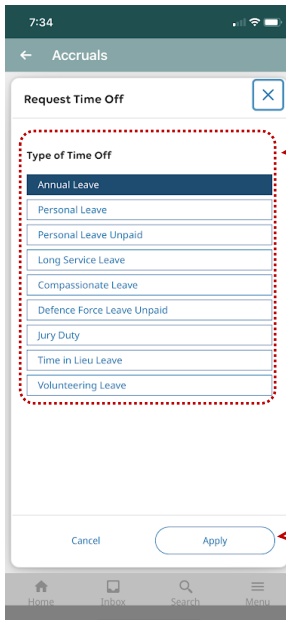 7:34
Accruals
Request Time Off
Type of Time Off
Annual Leave
Personal Leave
Personal Leave Unpaid
Long Service Leave
Compassionate Leave
Defence Force Leave Unpaid
Jury Duty
Time in Lieu Leave
Volunteering Leave
Cancel Apply
Home Inbox Search Menu